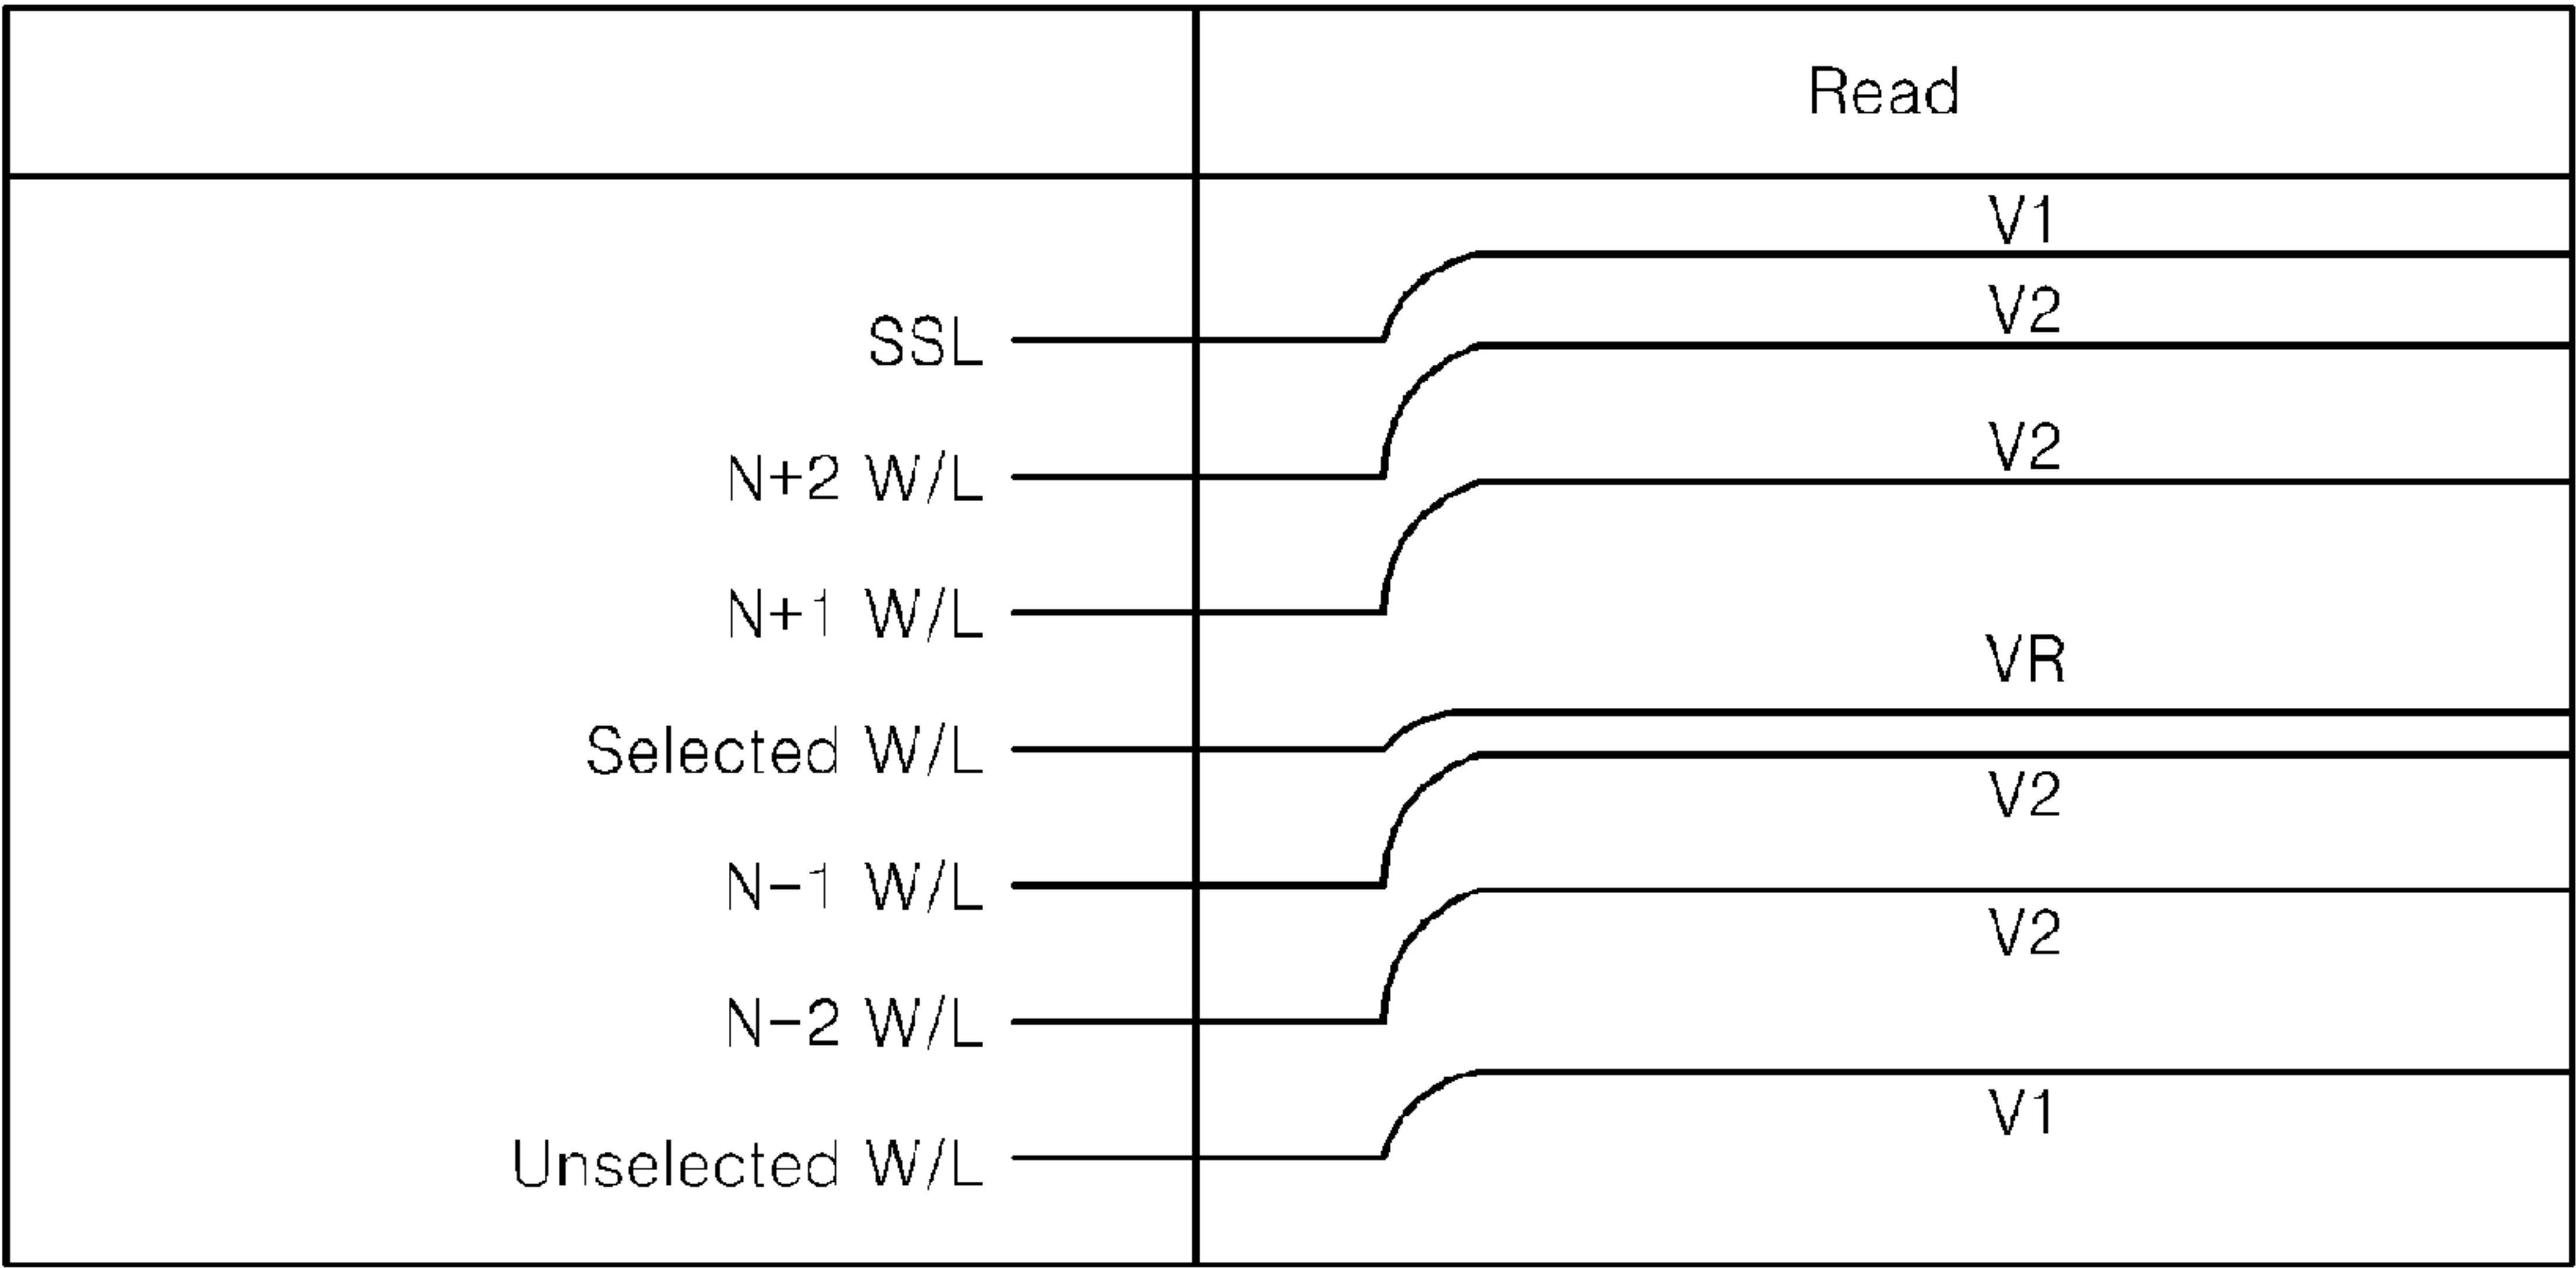 Read
V1
SSL
V2
N+2 W/L
V2
N+1 W/L
VR
Selected W/L
V2
N-1 W/L
V2
N-2 W/L
V1
Unselected W/L